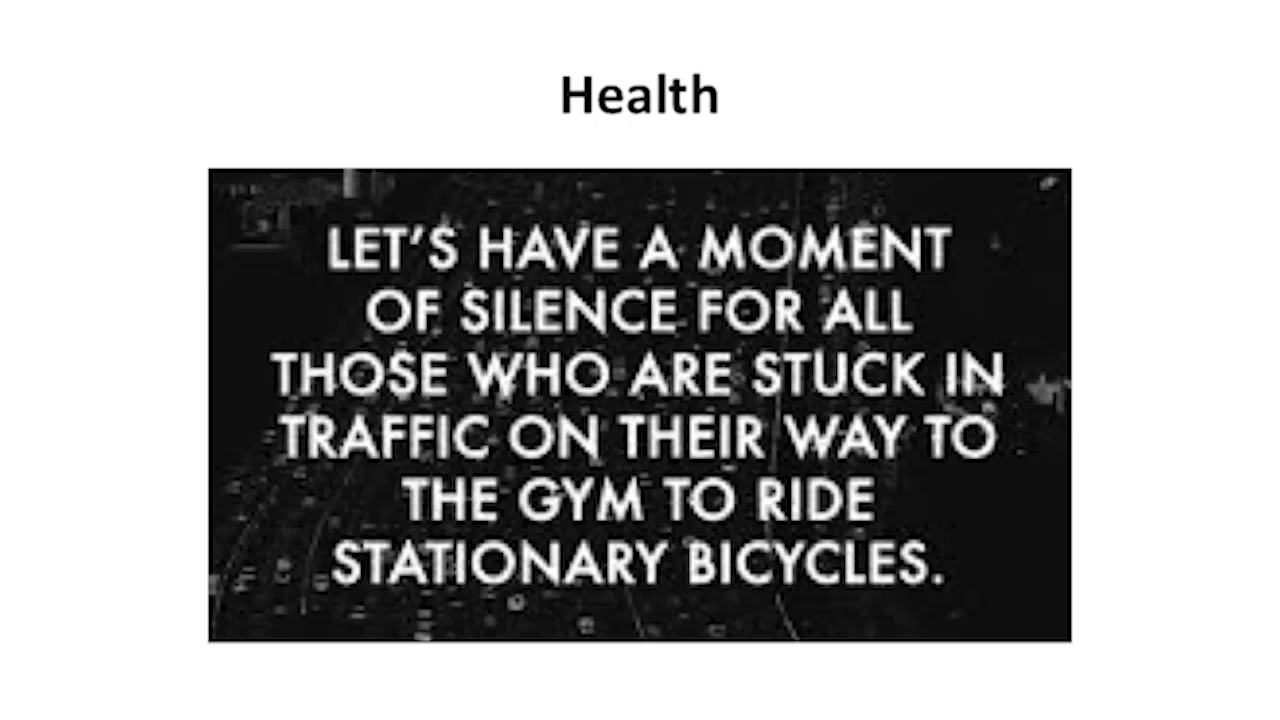 Health
LET'S HAVE A MOMENT
OF SILENCE FOR ALL
THOSE WHO ARE STUCK IN
TRAFFIC ON THEIR WAY TO
THE GYM TO RIDE
STATIONARY BICYCLES.